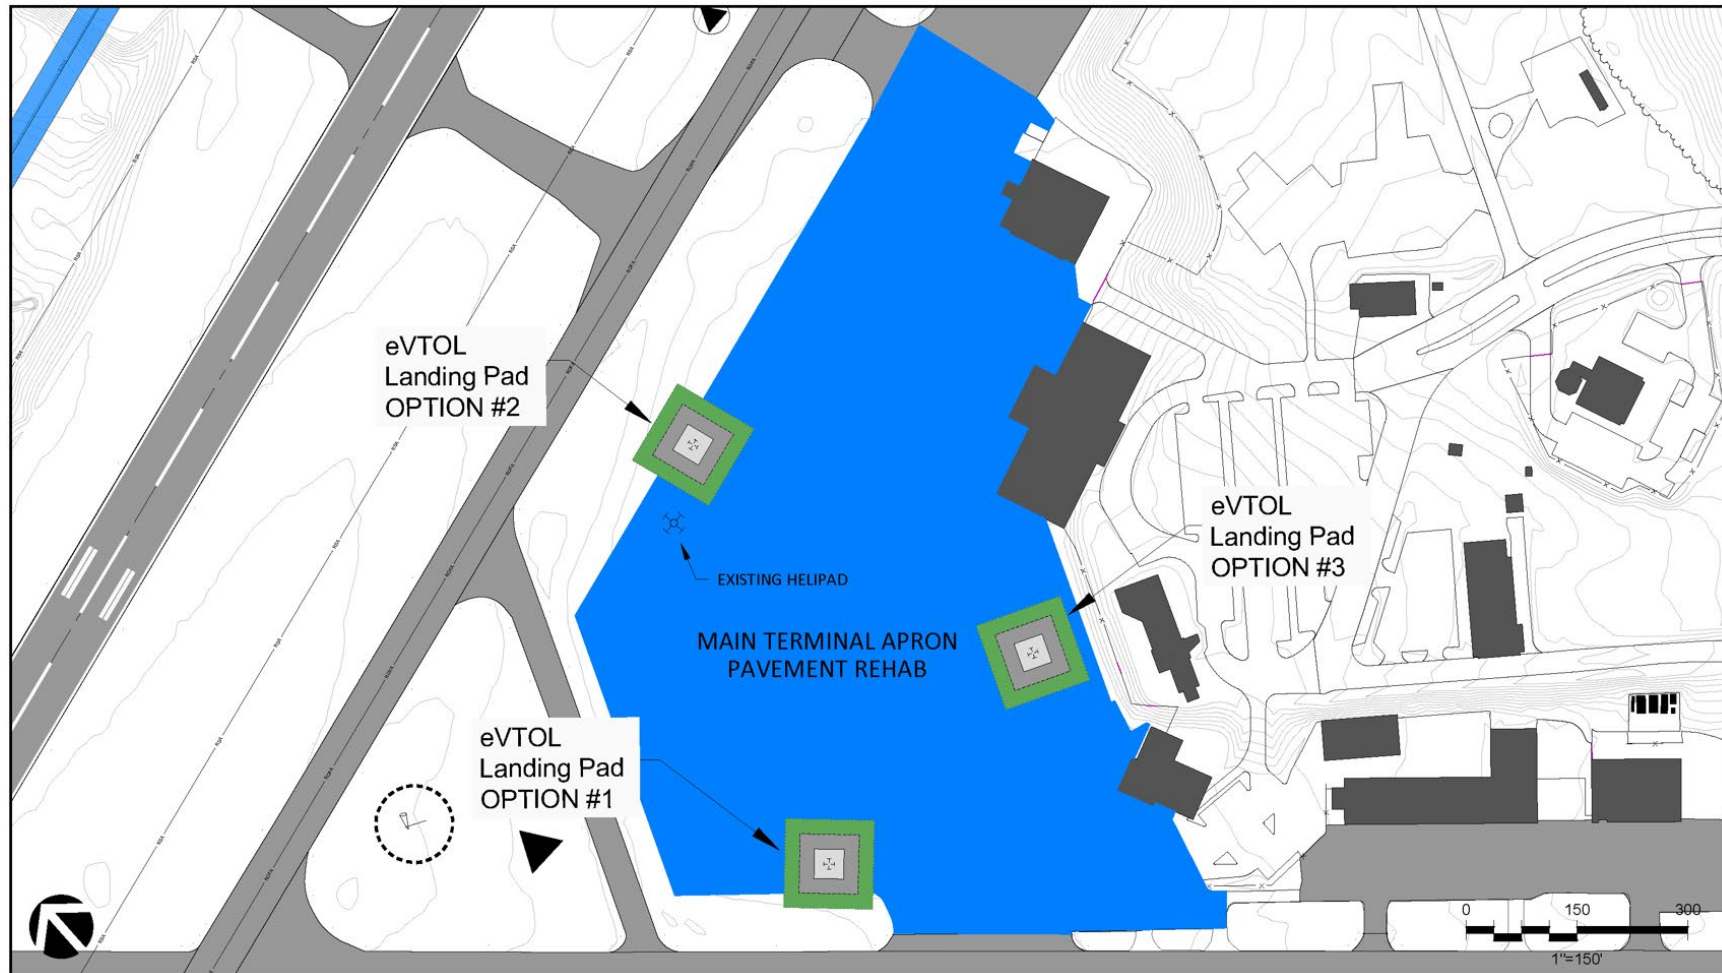 eVTOL
Landing Pad
OPTION #2
eVTOL
Landing Pad
OPTION #3
EXISTING HELIPAD
MAIN TERMINAL APRON
PAVEMENT REHAB
eVTOL
Landing Pad
OPTION #1
0 150 300
1"=150'